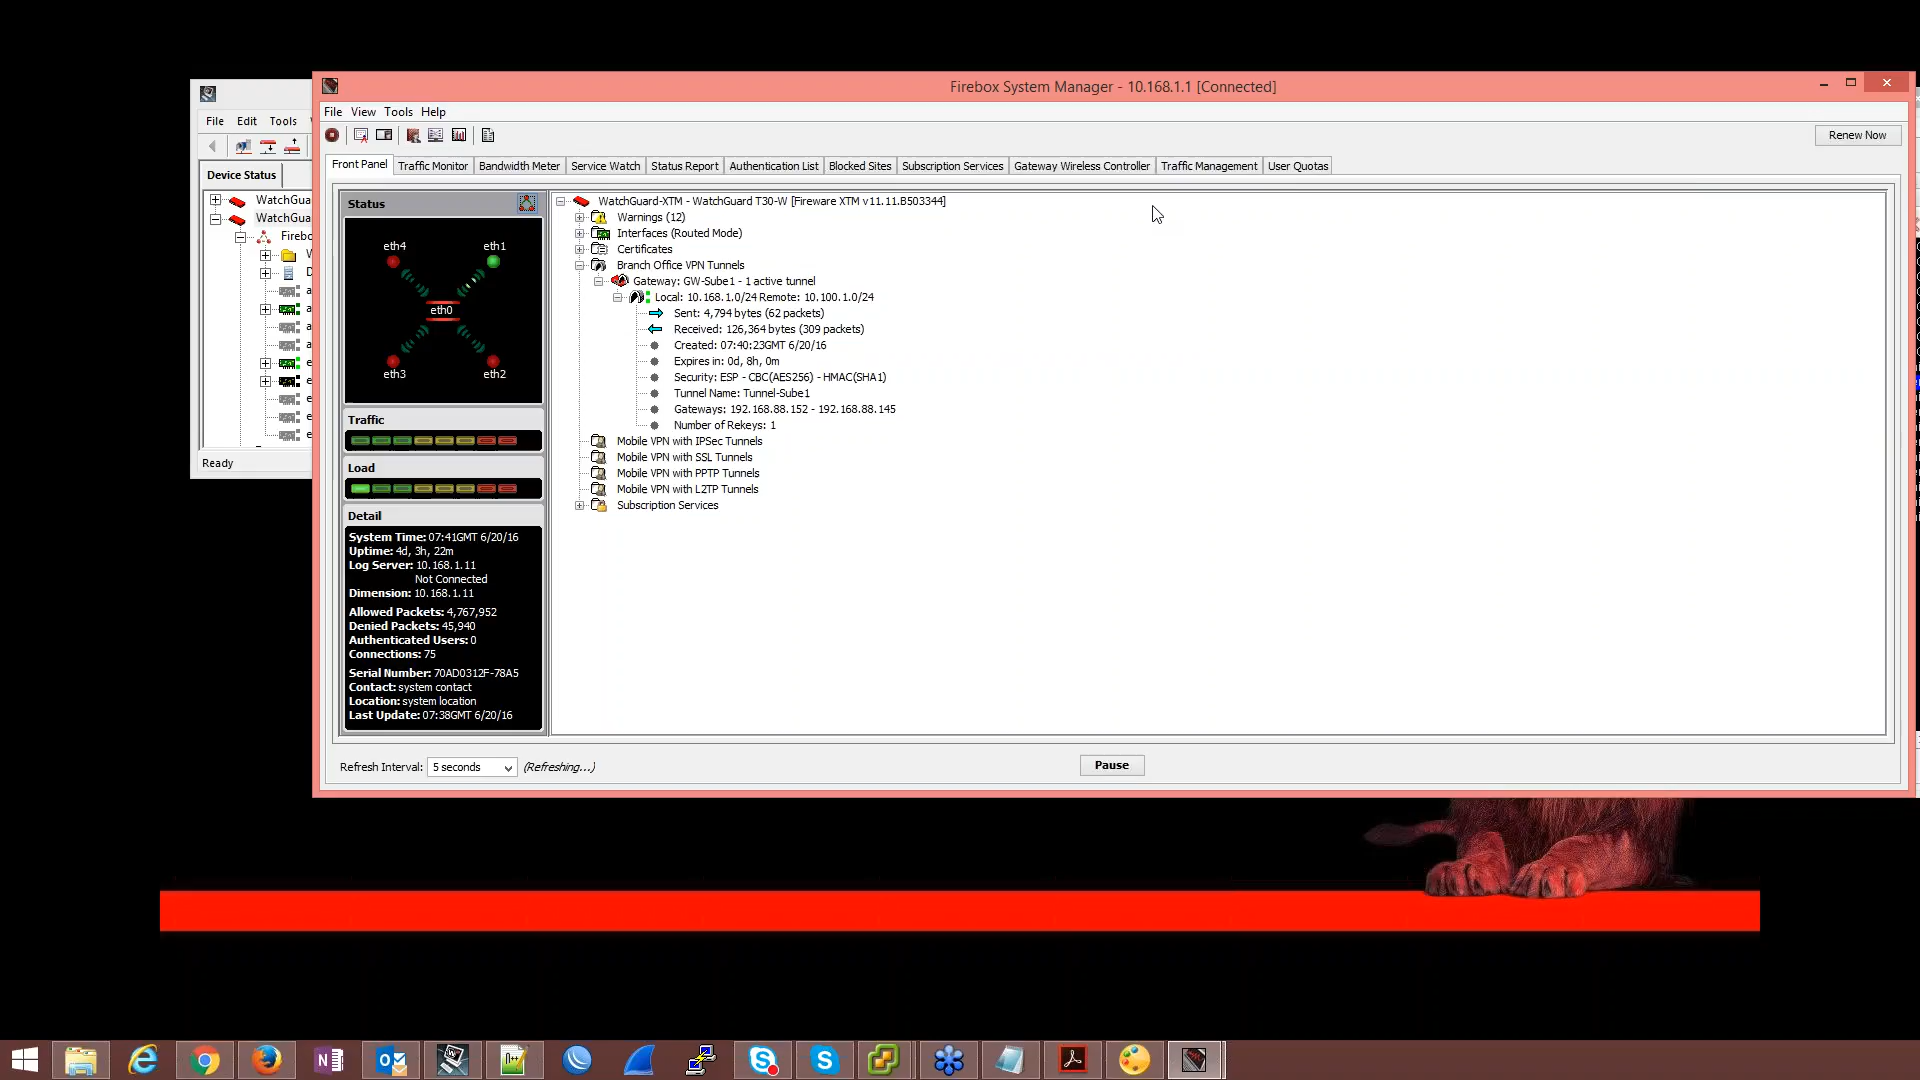 Firebox System Manager - 10.168.1.1 [Connected]
File View Tools Help
Renew Now
Front Panel Traffic Monitor Bandwidth Meter Service Watch Status Report Authentication List Blocked Sites Subscription Services Gateway Wireless Controller Traffic Management User Quotas
File Edit Tools
Device Status
WatchGua
WatchGua
Firebo
Ready
Status
eth4 eth1
eth0
eth3 eth2
Traffic
Load
Detail
System Time: 07:41GMT 6/20/16
Uptime: 4d, 3h, 22m
Log Server: 10.168.1.11
Not Connected
Dimension: 10.168.1.11
Allowed Packets: 4,767,952
Denied Packets: 45,940
Authenticated Users: 0
Connections: 75
Serial Number: 70AD0312F-78A5
Contact: system contact
Location: system location
Last Update: 07:38GMT 6/20/16
WatchGuard-XTM - WatchGuard T30-W [Fireware XTM v11.11.B503344]
Warnings (12)
Interfaces (Routed Mode)
Certificates
Branch Office VPN Tunnels
Gateway: GW-Sube1 - 1 active tunnel
Local: 10.168.1.0/24 Remote: 10.100.1.0/24
Sent: 4,794 bytes (62 packets)
Received: 126,364 bytes (309 packets)
Created: 07:40:23GMT 6/20/16
Expires in: 0d, 8h, 0m
Security: ESP - CBC(AES256) - HMAC(SHA1)
Tunnel Name: Tunnel-Sube1
Gateways: 192.168.88.152 - 192.168.88.145
Number of Rekeys: 1
Mobile VPN with IPSec Tunnels
Mobile VPN with SSL Tunnels
Mobile VPN with PPTP Tunnels
Mobile VPN with L2TP Tunnels
Subscription Services
Refresh Interval: 5 seconds (Refreshing...)
Pause